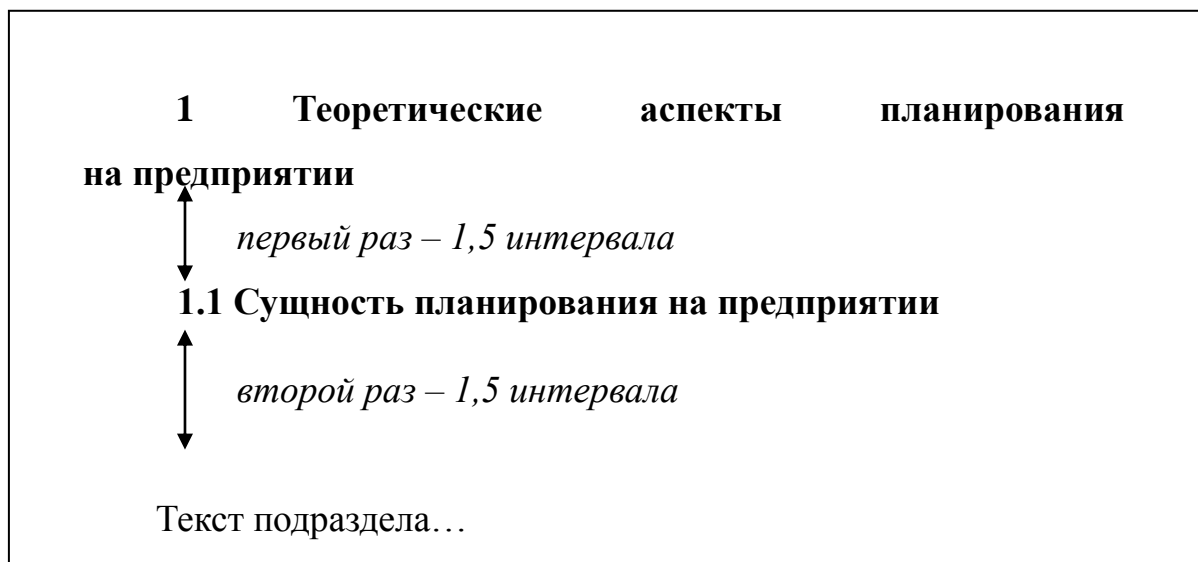 1 Теоретические аспекты планирования
на предприятии
первый раз – 1,5 интервала
1.1 Сущность планирования на предприятии
второй раз – 1,5 интервала
Текст подраздела…